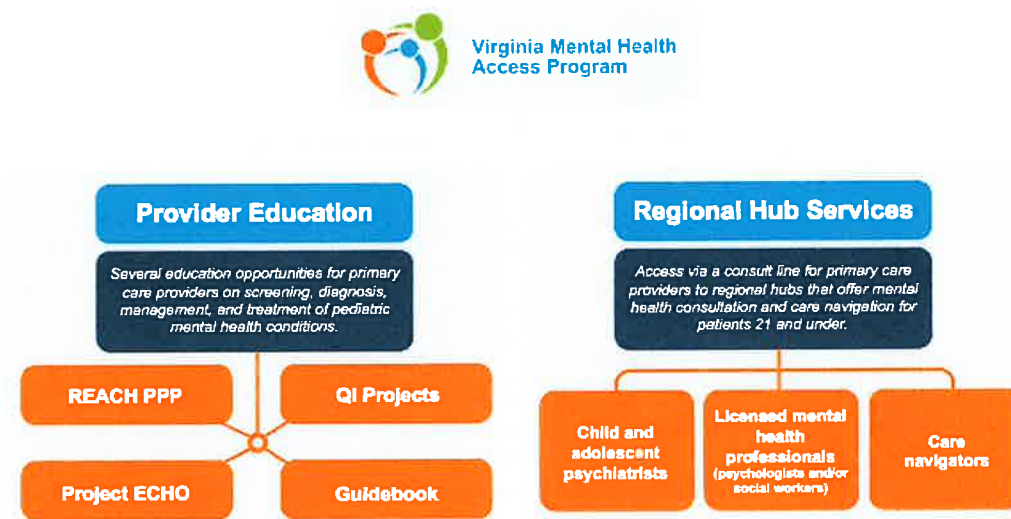 Virginia Mental Health
Access Program
Provider Education
Several education opportunities for primary
care providers on screening, diagnosis,
management, and treatment of pediatric
mental health conditions.
REACH PPP
QI Projects
Project ECHO
Guidebook
Regional Hub Services
Access via a consult line for primary care
providers to regional hubs that offer mental
health consultation and care navigation for
patients 21 and under.
Child and
adolescent
psychiatrists
Licensed mental
health
professionals
(psychologists and/or
social workers)
Care
navigators